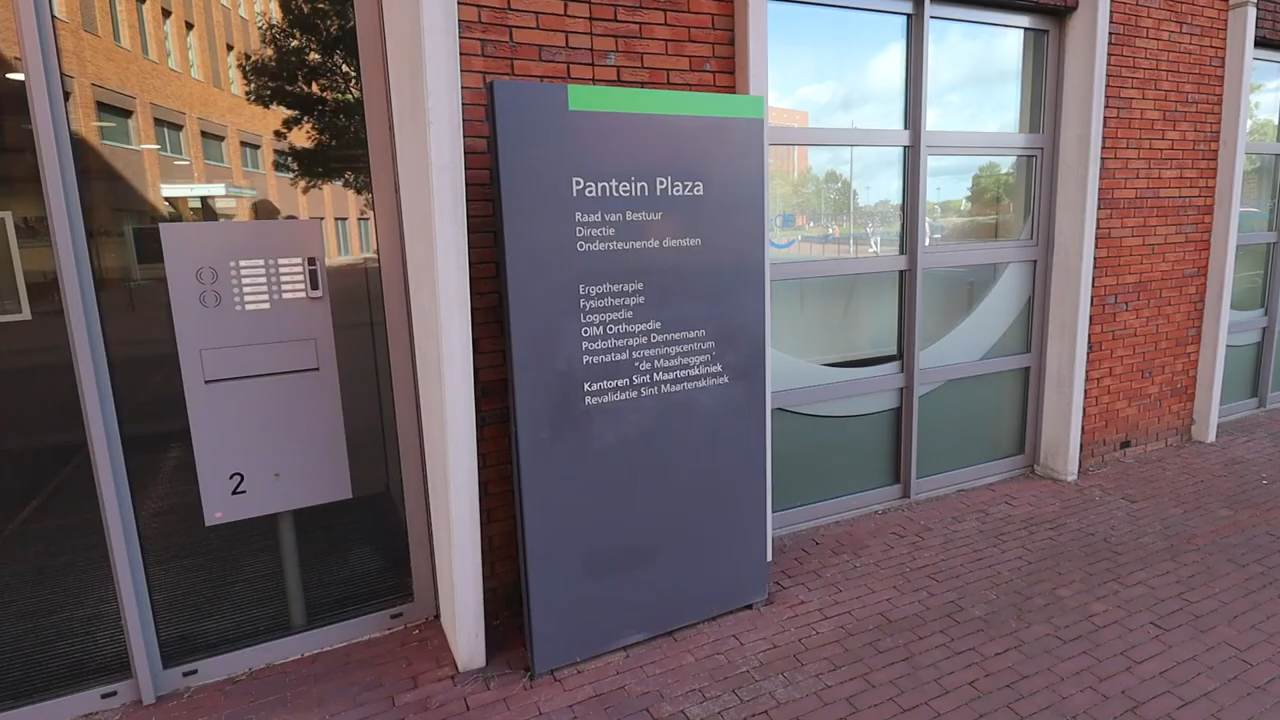 Pantein Plaza
Raad van Bestuur
Directie
Ondersteunende diensten
Ergotherapie
Fysiotherapie
Logopedie
OIM Orthopedie
Podotherapie Dennemann
Prenataal screeningscentrum
"de Maasheggen'
Kantoren Sint Maartenskliniek
Revalidatie Sint Maartenskliniek
2